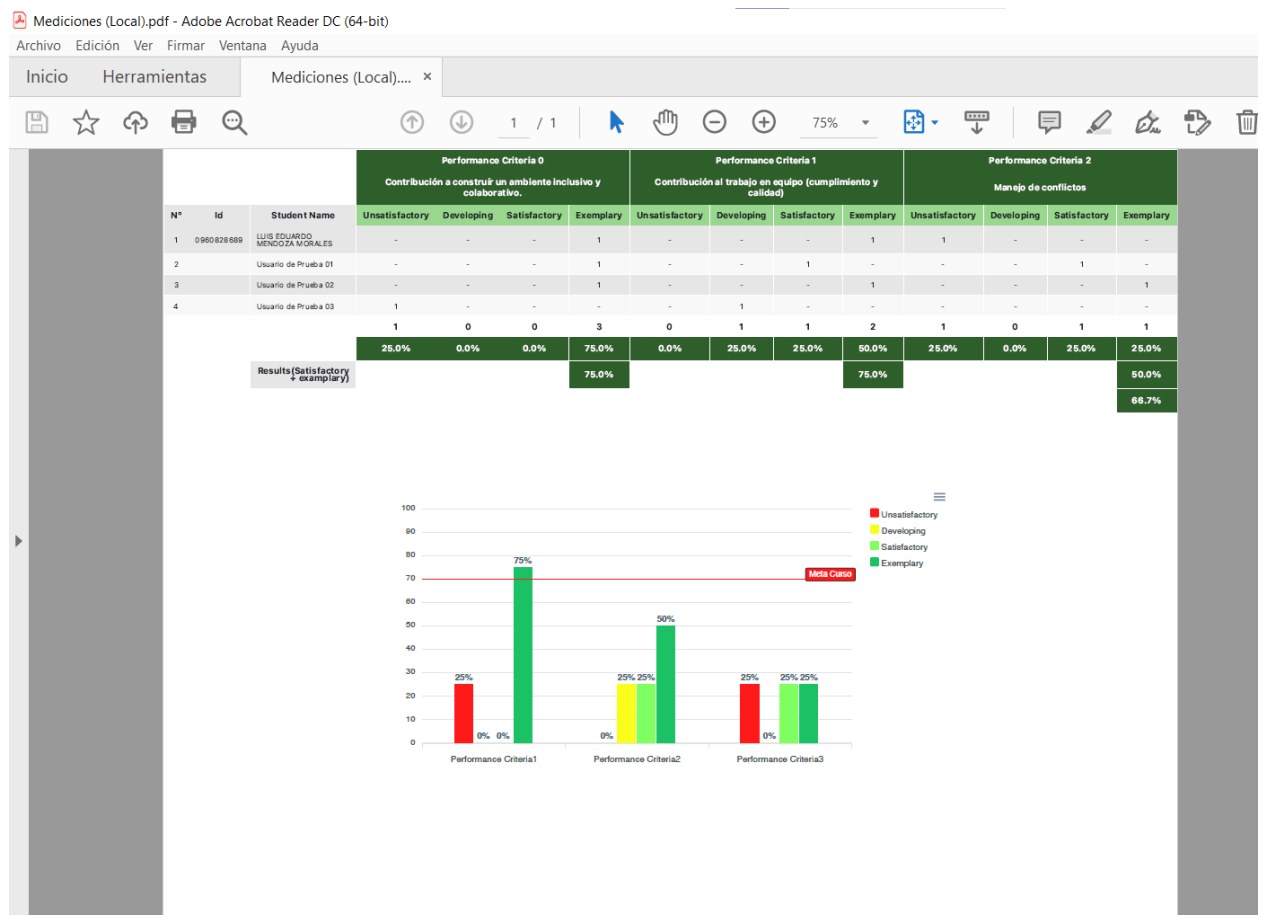 Mediciones (Local).pdf - Adobe Acrobat Reader DC (64-bit)
Archivo Edición Ver Firmar Ventana Ayuda
Inicio Herramientas Mediciones (Local).... ×
1 / 1 75%
Performance Criteria 0 Performance Criteria 1 Performance Criteria 2
Contribución a construir un ambiente inclusivo y colaborativo. Contribución al trabajo en equipo (cumplimiento y calidad) Manejo de conflictos
N° Id Student Name Unsatisfactory Developing Satisfactory Exemplary Unsatisfactory Developing Satisfactory Exemplary Unsatisfactory Developing Satisfactory Exemplary
1 0960828689 LUIS EDUARDO MENDOZA MORALES - - - 1 - - - 1 1 - - -
2 Usuario de Prueba 01 - - - 1 - - 1 - - - 1 -
3 Usuario de Prueba 02 - - - 1 - - - 1 - - - 1
4 Usuario de Prueba 03 1 - - - - 1 - - - - - -
1 0 0 3 0 1 1 2 1 0 1 1
25.0% 0.0% 0.0% 75.0% 0.0% 25.0% 25.0% 50.0% 25.0% 0.0% 25.0% 25.0%
Results(Satisfactory + examplary) 75.0% 75.0% 50.0%
66.7%
100
90
80
70
60
50
40
30
20
10
0
75%
Meta Curso
50%
25% 25% 25% 25% 25% 25%
0% 0% 0% 0%
Performance Criteria1 Performance Criteria2 Performance Criteria3
Unsatisfactory
Developing
Satisfactory
Exemplary